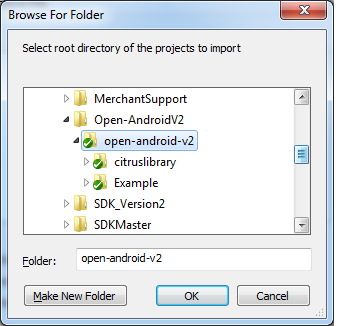 Browse For Folder
Select root directory of the projects to import
MerchantSupport
Open-AndroidV2
open-android-v2
citruslibrary
Example
SDK_Version2
SDKMaster
Folder: open-android-v2
Make New Folder OK Cancel